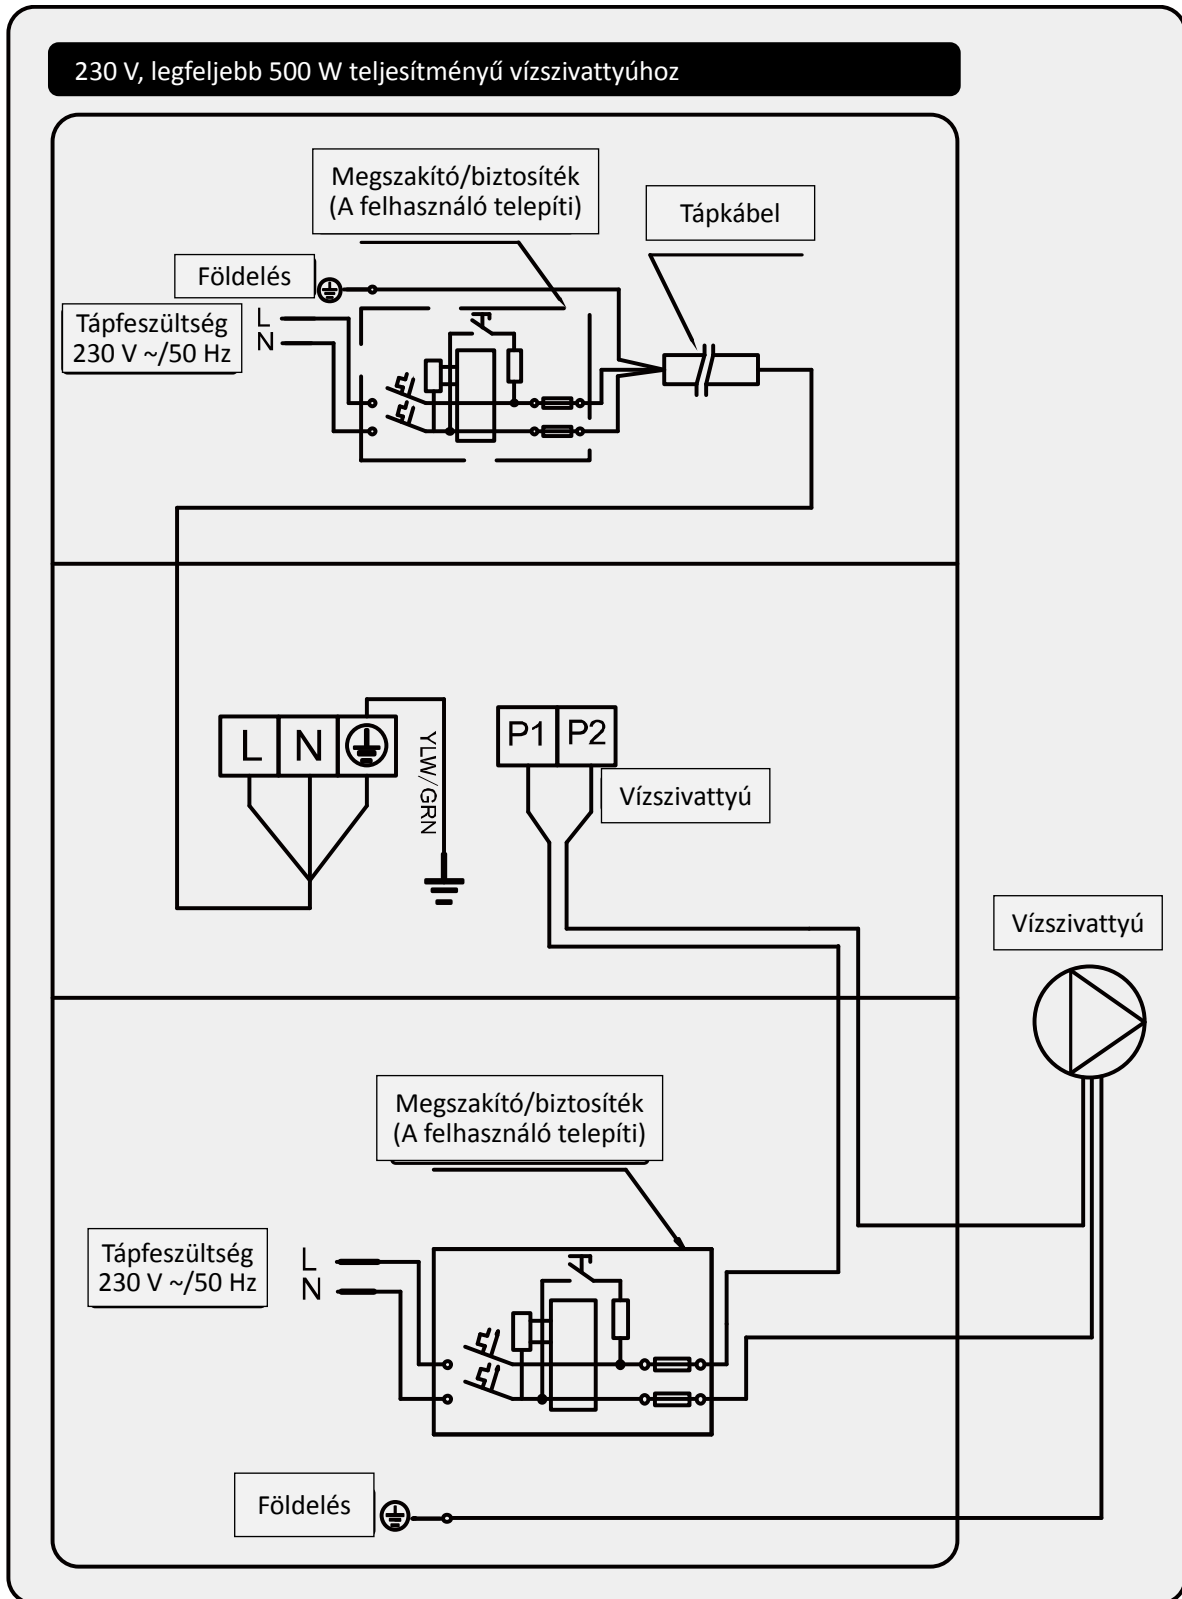 230 V, legfeljebb 500 W teljesítményű vízszivattyúhoz
Megszakító/biztosíték
(A felhasználó telepíti)
Tápkábel
Földelés
Tápfeszültség
230 V ~/50 Hz
L
N
L N
YLW/GRN
P1 P2
Vízszivattyú
Vízszivattyú
Megszakító/biztosíték
(A felhasználó telepíti)
Tápfeszültség
230 V ~/50 Hz
L
N
Földelés